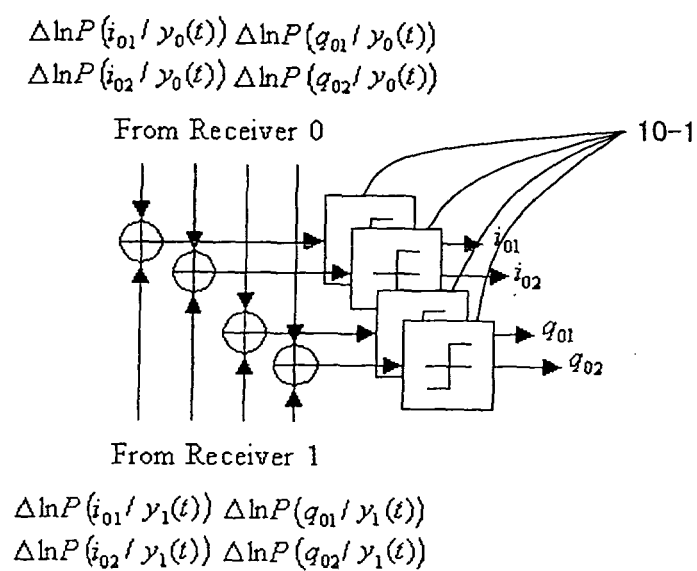 ΔlnP(i₀₁/ y₀(t)) ΔlnP(q₀₁/ y₀(t))
ΔlnP(i₀₂/ y₀(t)) ΔlnP(q₀₂/ y₀(t))
From Receiver 0
10-1
i₀₁
i₀₂
q₀₁
q₀₂
From Receiver 1
ΔlnP(i₀₁/ y₁(t)) ΔlnP(q₀₁/ y₁(t))
ΔlnP(i₀₂/ y₁(t)) ΔlnP(q₀₂/ y₁(t))